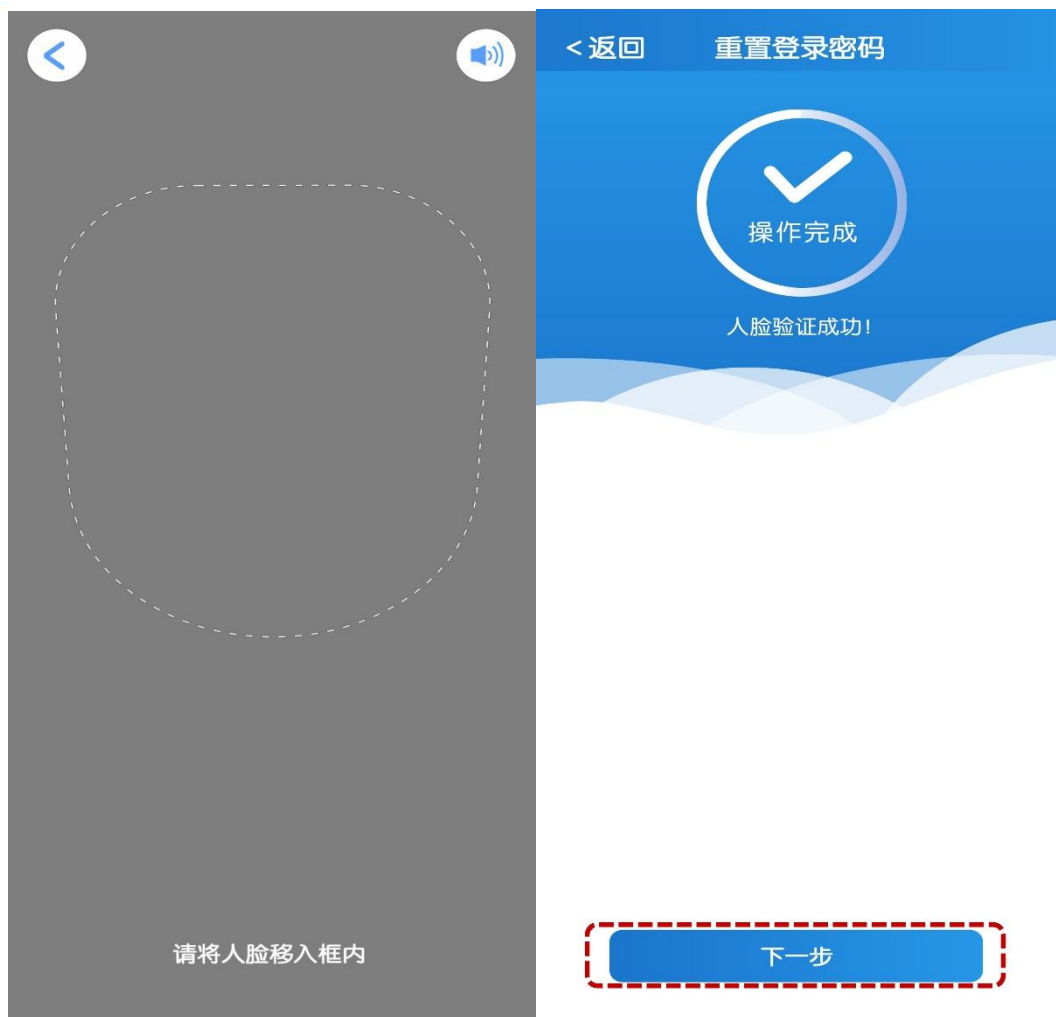 请将人脸移入框内
<返回 重置登录密码
操作完成
人脸验证成功!
下一步